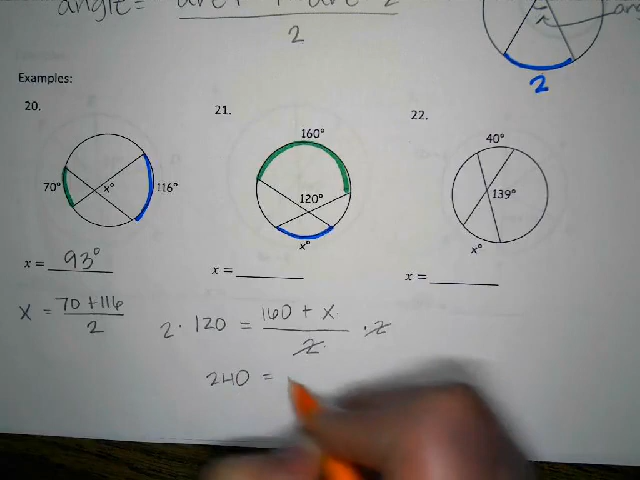 angle = arc 1 + arc 2
2
2
Examples:
20.
21.
22.
70°
x°
116°
160°
120°
x°
40°
139°
x°
x = 93°
x =
x =
x = 70 + 116
2
2 · 120 = 160 + x · 2
2
240 =